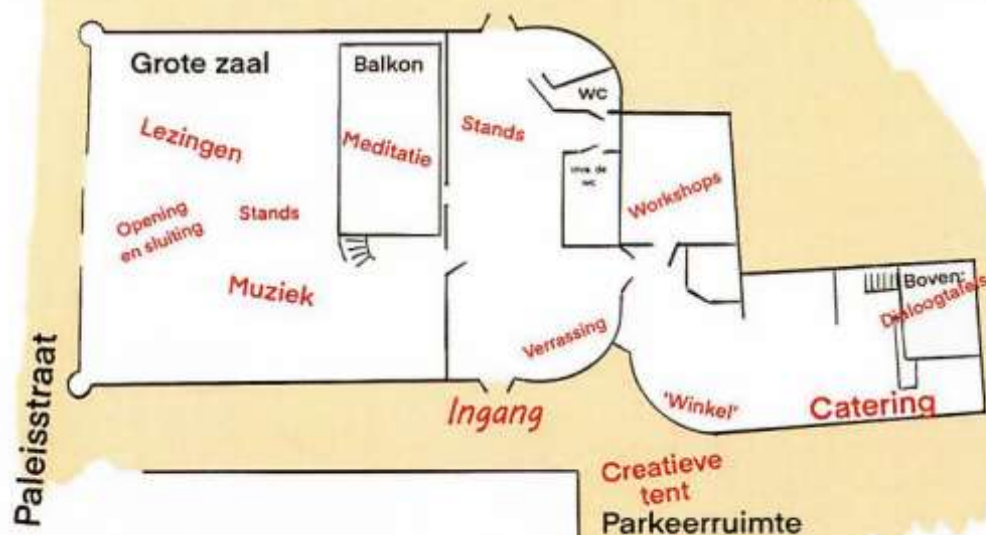 Grote zaal
Balkon
Lezingen
Meditatie
Stands
WC
WC
Workshops
Opening
en sluiting
Stands
Muziek
Verrassing
Boven:
Dialoogtafels
'Winkel'
Catering
Ingang
Paleisstraat
Creatieve
tent
Parkeerruimte